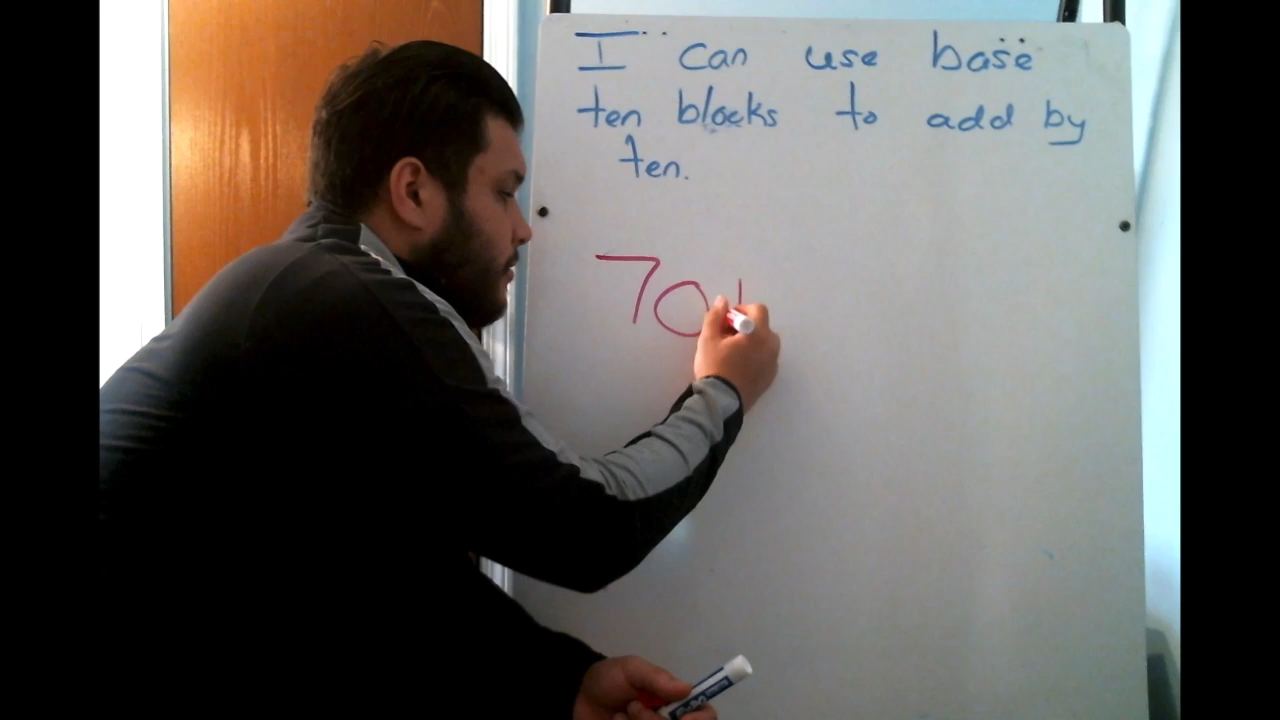 I can use base
ten blocks to add by
ten.
70